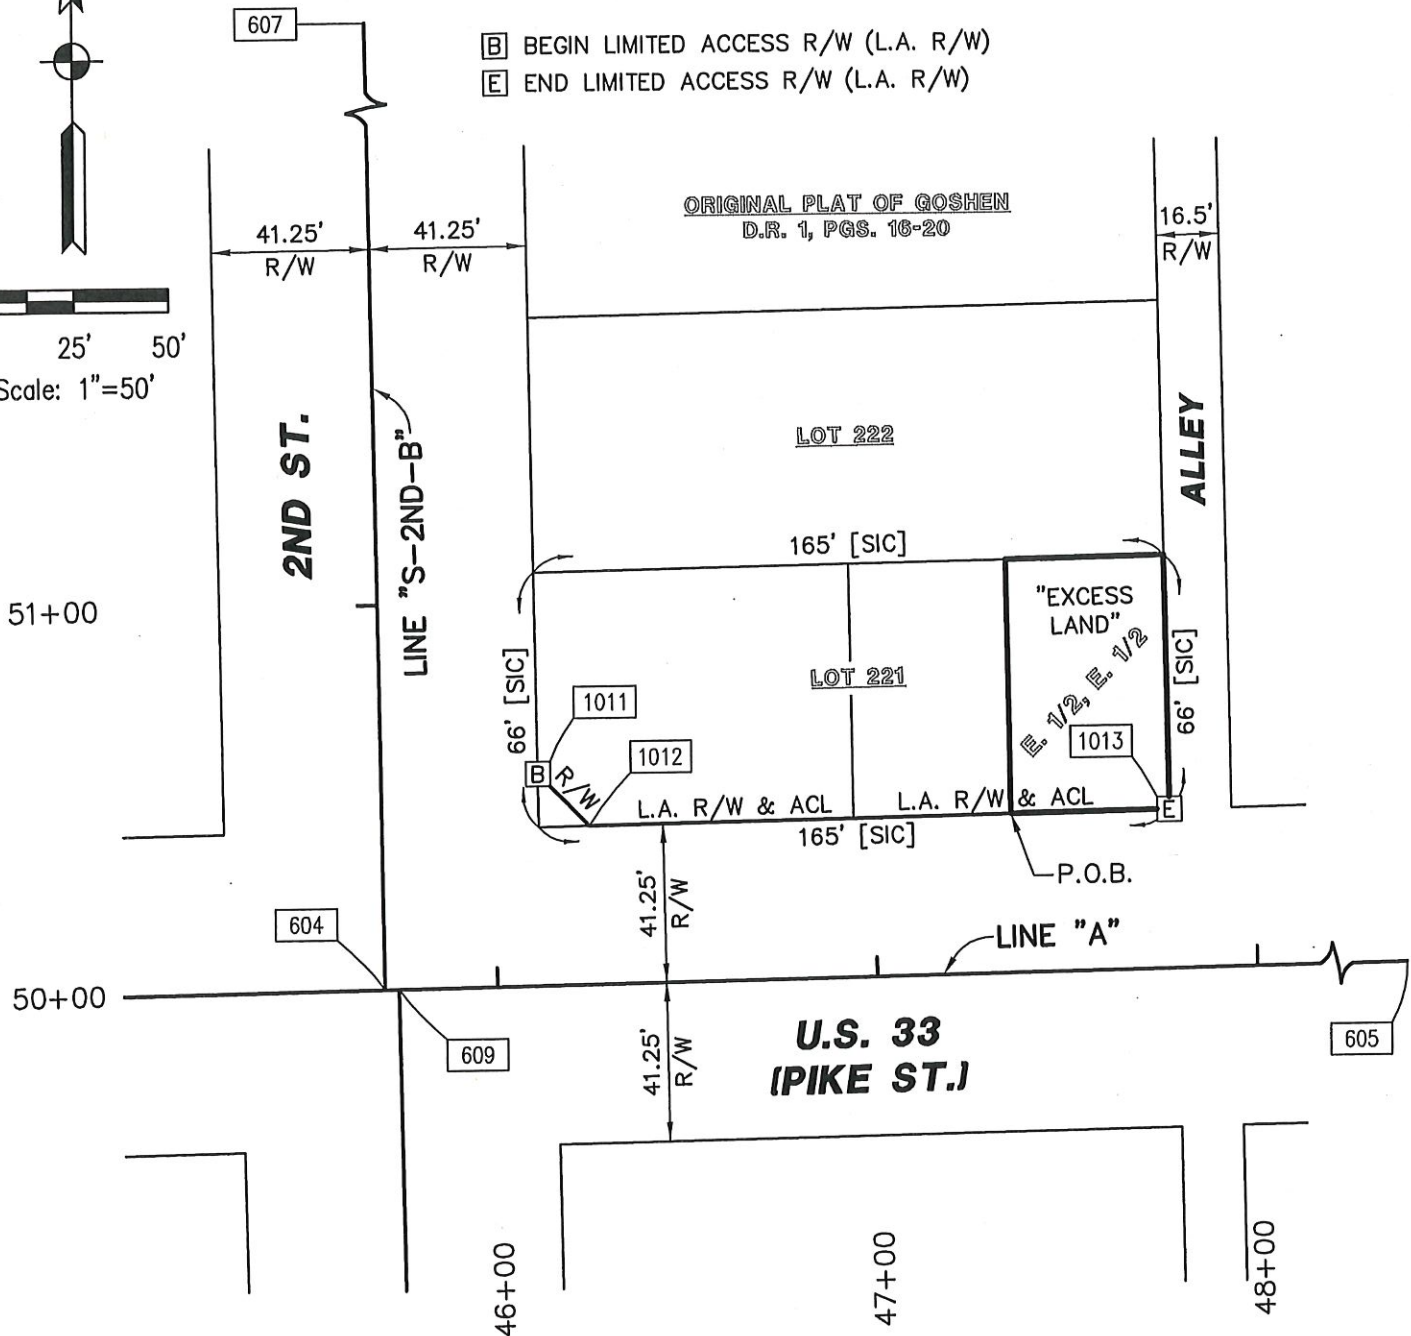 607
B BEGIN LIMITED ACCESS R/W (L.A. R/W)
E END LIMITED ACCESS R/W (L.A. R/W)
ORIGINAL PLAT OF GOSHEN
D.R. 1, PGS. 16-20
41.25'
R/W
41.25'
R/W
16.5'
R/W
25' 50'
Scale: 1"=50'
2ND ST.
LINE "S-2ND-B"
LOT 222
ALLEY
165' [SIC]
51+00
"EXCESS
LAND"
E. 1/2, E. 1/2
66' [SIC]
66' [SIC]
LOT 221
1011
1012
1013
B
R/W
L.A. R/W & ACL
L.A. R/W & ACL
E
165' [SIC]
P.O.B.
41.25'
R/W
604
LINE "A"
50+00
609
41.25'
R/W
U.S. 33
(PIKE ST.)
605
46+00
47+00
48+00